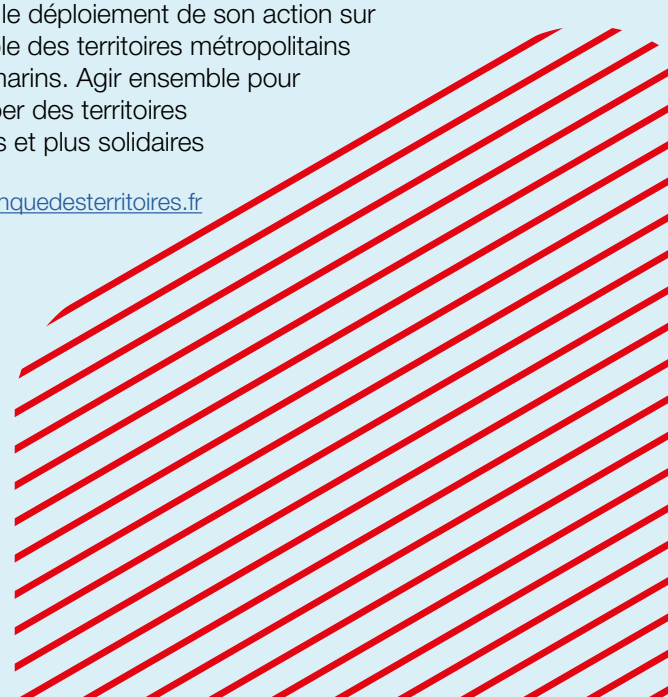 le déploiement de son action sur
ble des territoires métropolitains
marins. Agir ensemble pour
per des territoires
s et plus solidaires
nquedesterritoires.fr